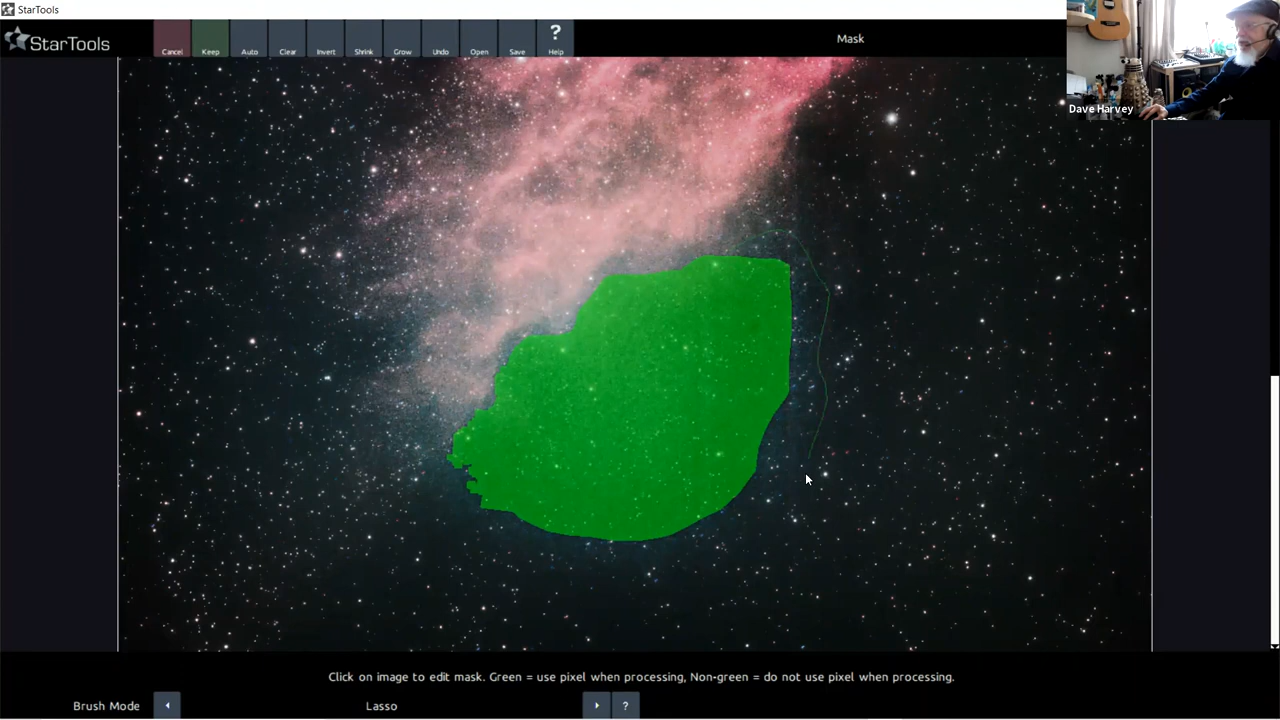 StarTools
StarTools
Cancel
Keep
Auto
Clear
Invert
Shrink
Grow
Undo
Open
Save
?
Help
Mask
Dave Harvey
Click on image to edit mask. Green = use pixel when processing, Non-green = do not use pixel when processing.
Brush Mode
Lasso
?